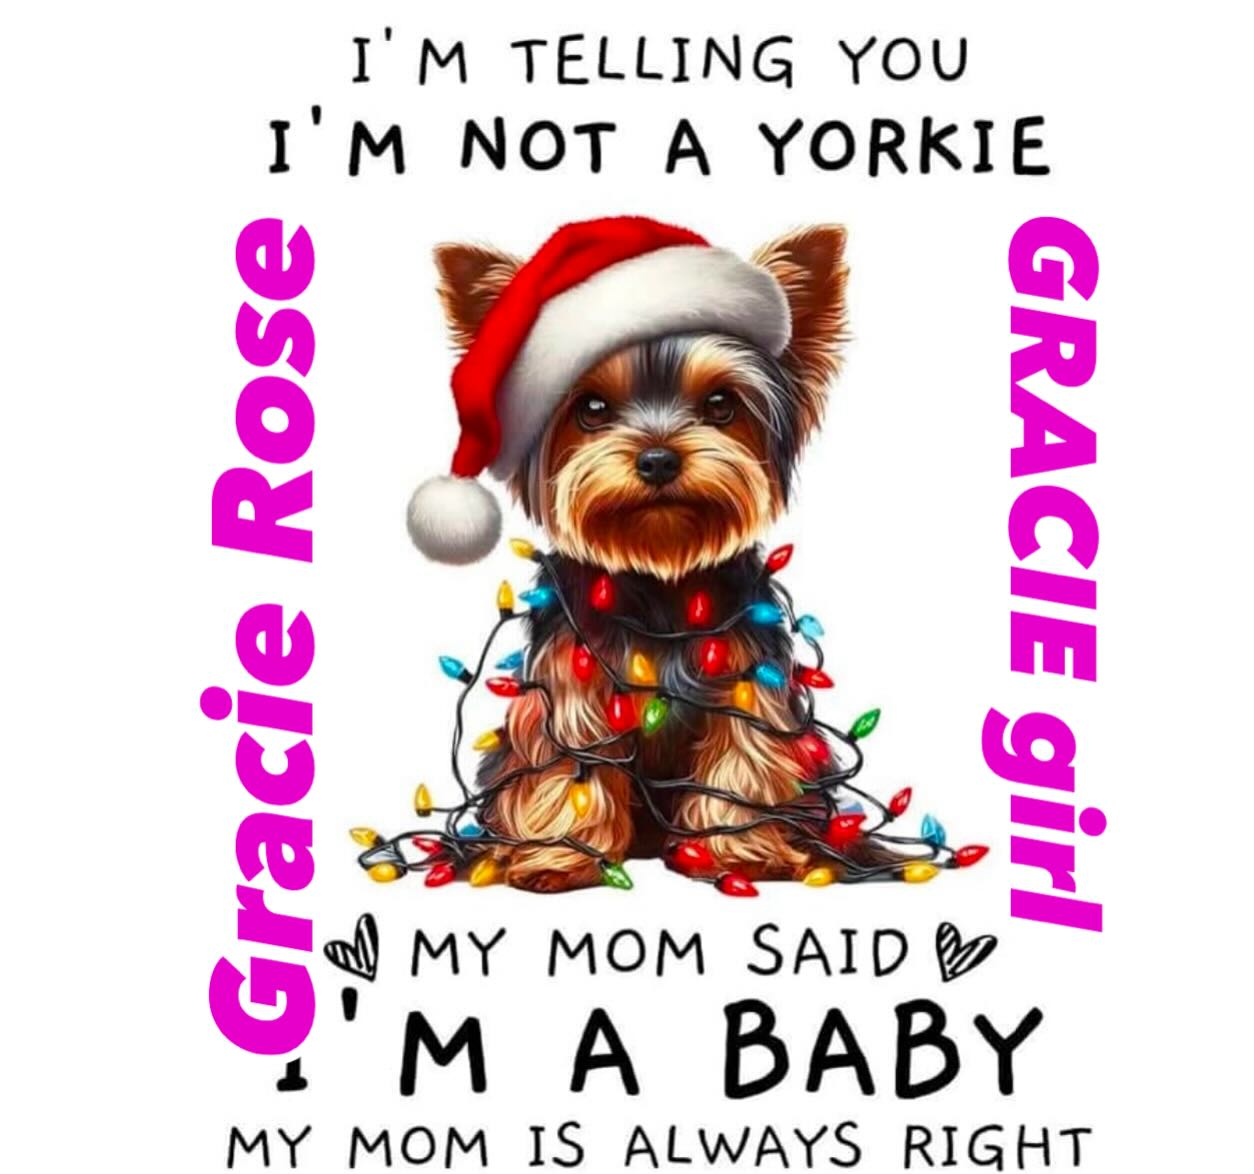 I'M TELLING YOU
I'M NOT A YORKIE
Gracie Rose
GRACIE girl
MY MOM SAID
I'M A BABY
MY MOM IS ALWAYS RIGHT